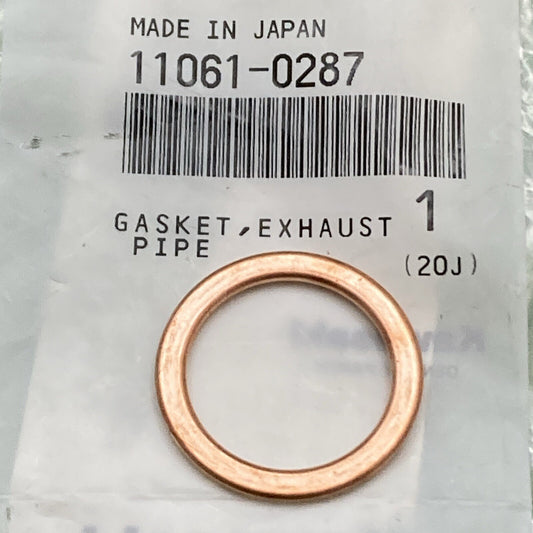 MADE IN JAPAN
11061-0287
GASKET,EXHAUST 1
PIPE
(20J)